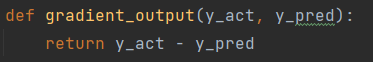 def gradient_output(y_act, y_pred):
    return y_act - y_pred